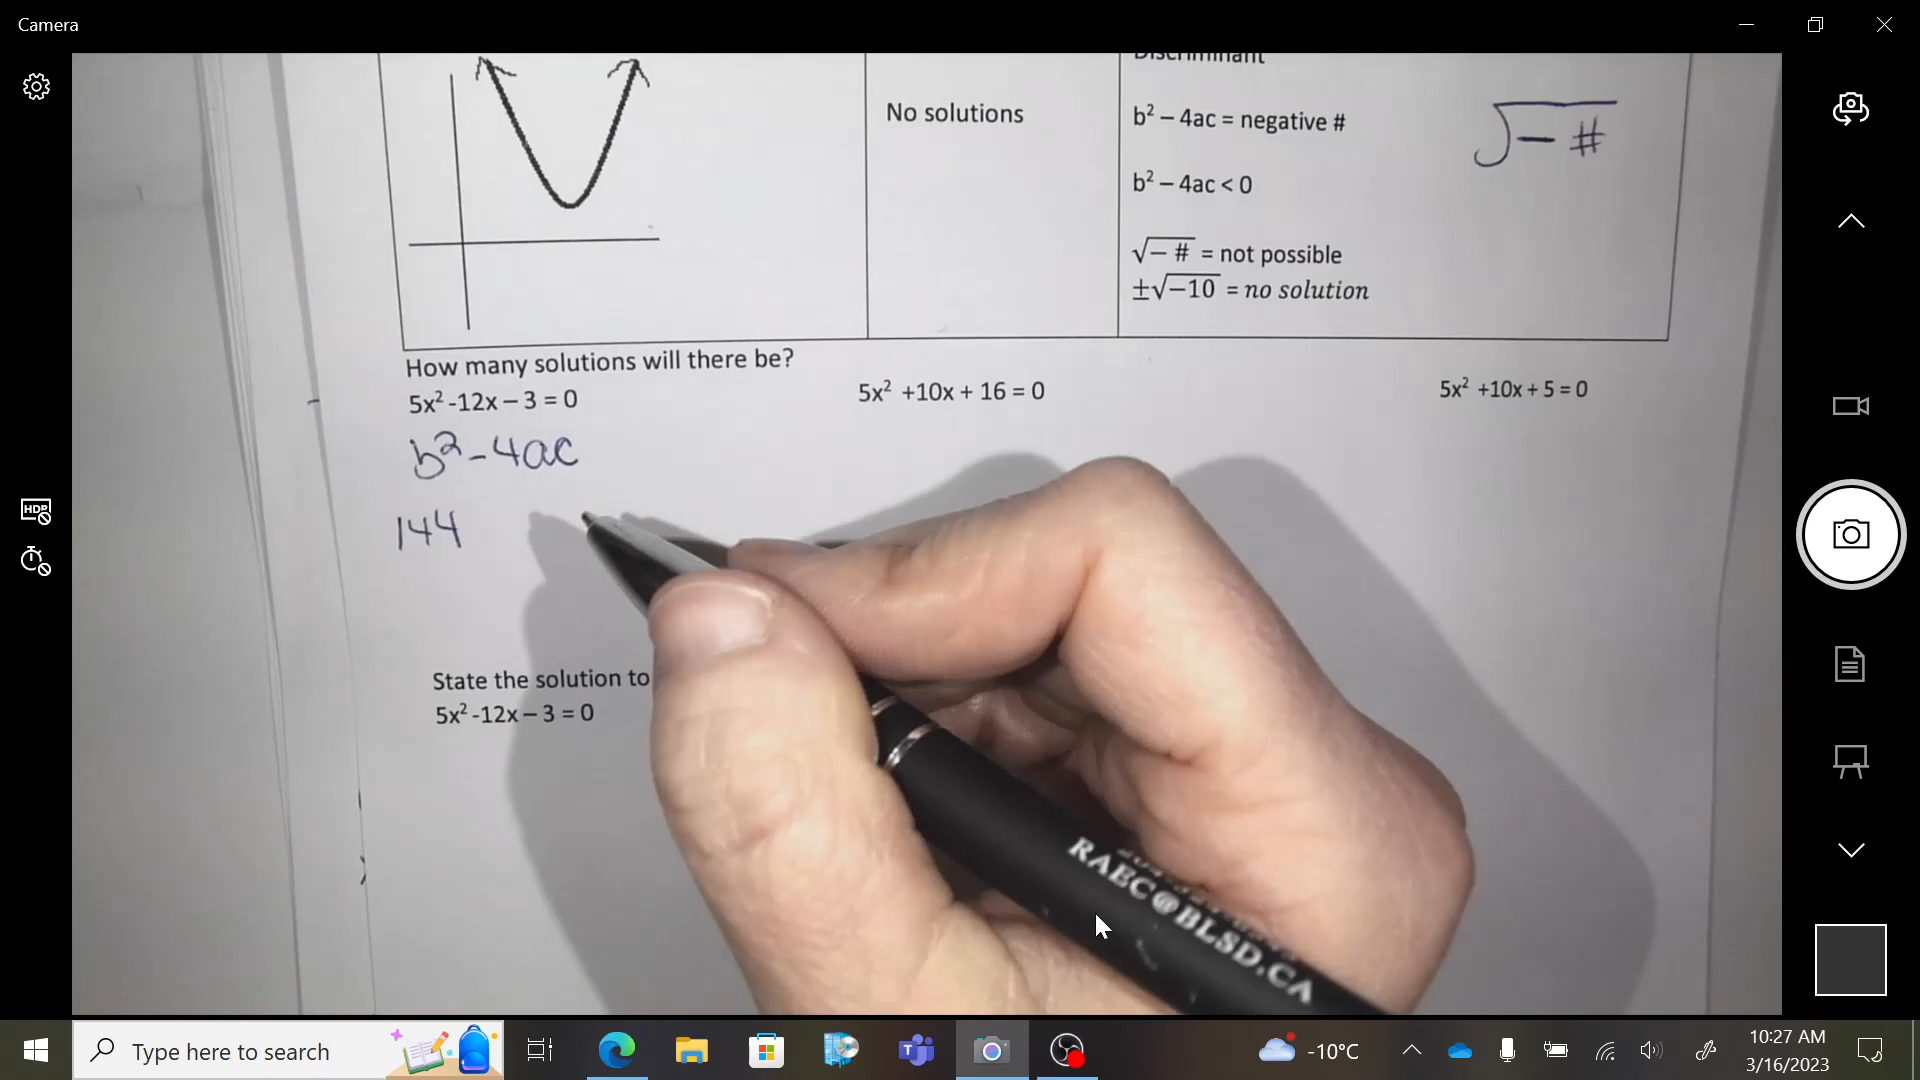 Camera
Discriminant
No solutions
b² – 4ac = negative #
√– #
b² – 4ac < 0
√– # = not possible
±√–10 = no solution
How many solutions will there be?
5x² -12x – 3 = 0
5x² +10x + 16 = 0
5x² +10x + 5 = 0
b² - 4ac
144
State the solution to
5x² -12x – 3 = 0
RAEC@BLSD.CA
HDR
Type here to search
-10°C
10:27 AM
3/16/2023